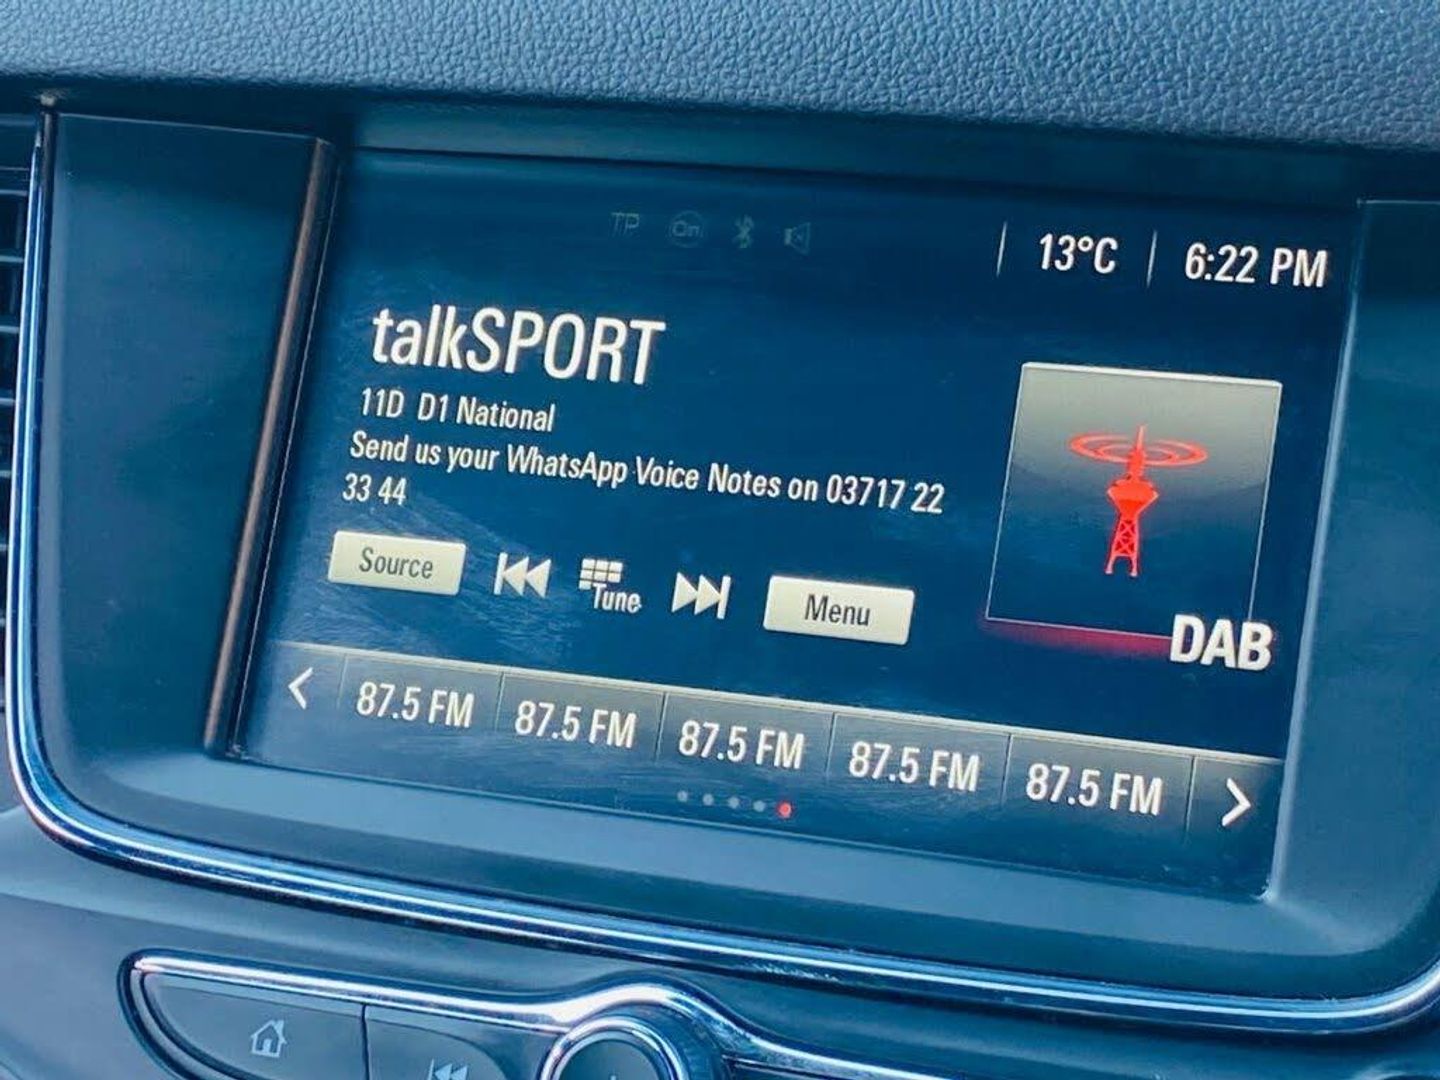 TP On
13°C 6:22 PM
talkSPORT
11D D1 National
Send us your WhatsApp Voice Notes on 03717 22
33 44
Source Tune Menu
DAB
87.5 FM 87.5 FM 87.5 FM 87.5 FM 87.5 FM